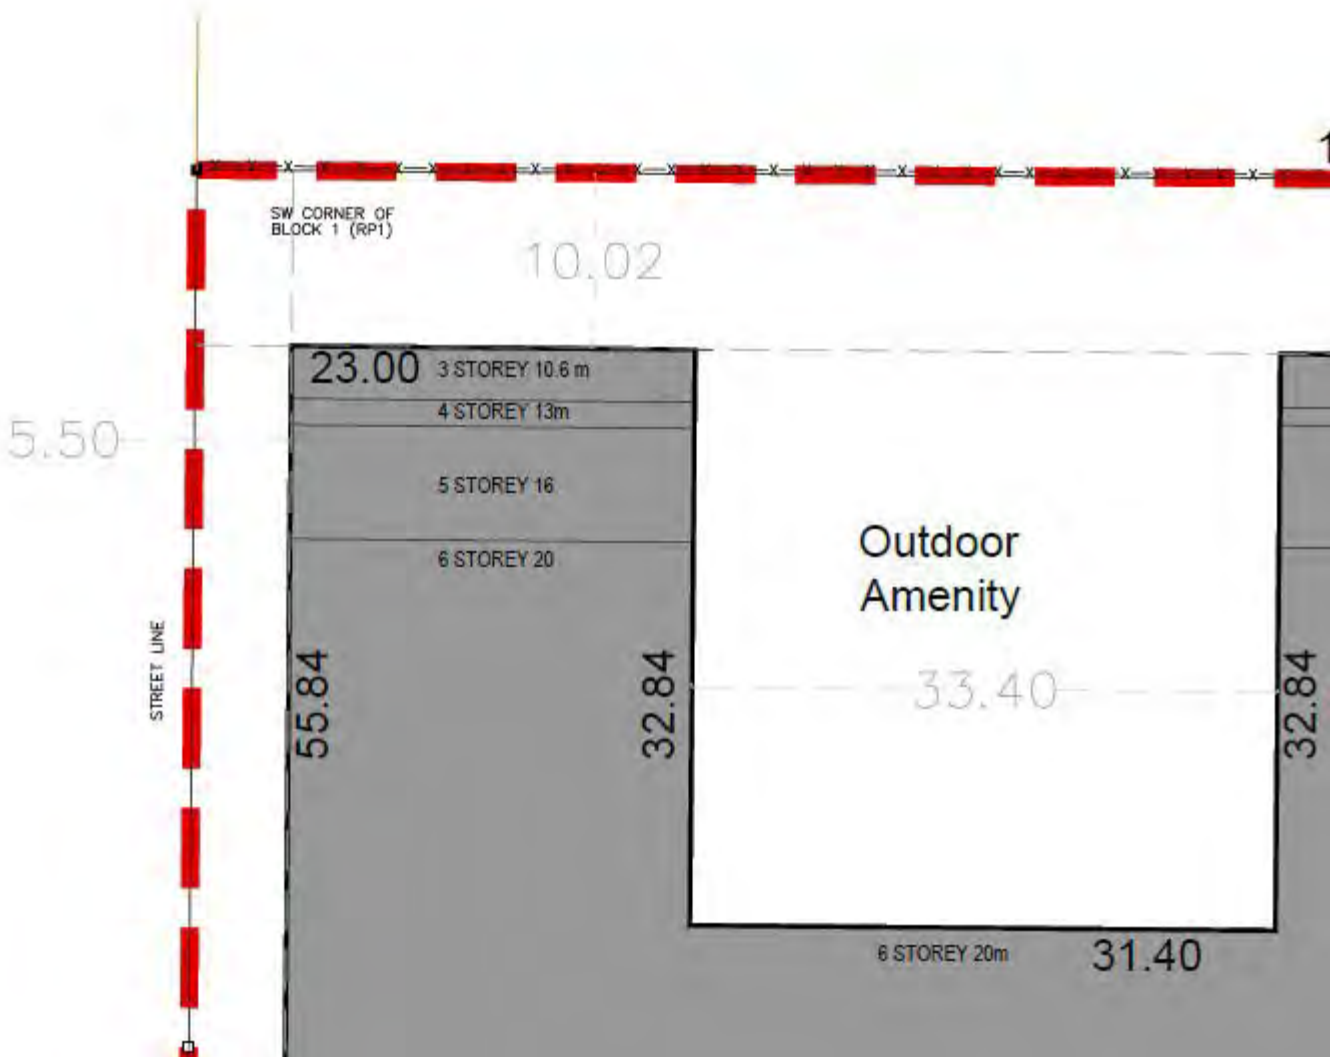 SW CORNER OF
BLOCK 1 (RP1)
10.02
23.00 3 STOREY 10.6 m
4 STOREY 13m
5.50
5 STOREY 16
6 STOREY 20
Outdoor
Amenity
STREET LINE
55.84
32.84
33.40
32.84
6 STOREY 20m
31.40